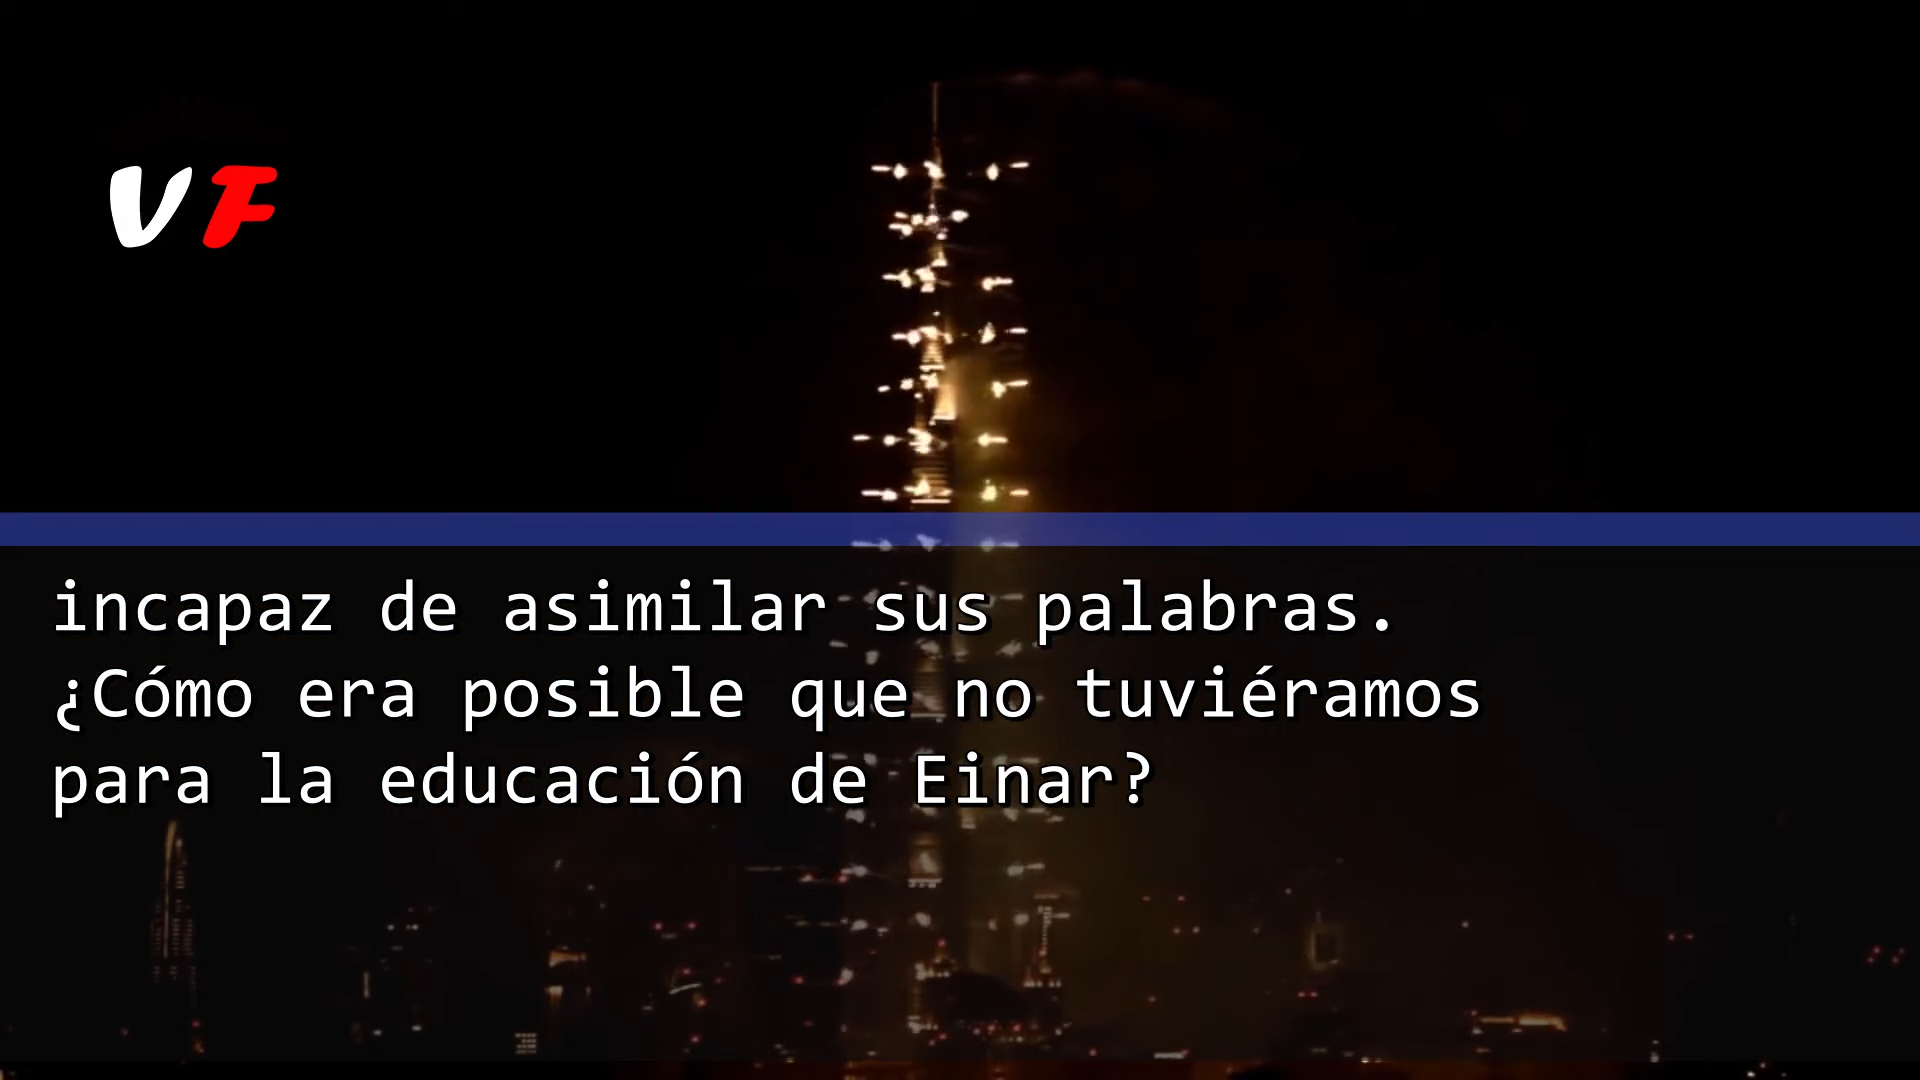 VF
incapaz de asimilar sus palabras.
¿Cómo era posible que no tuviéramos
para la educación de Einar?